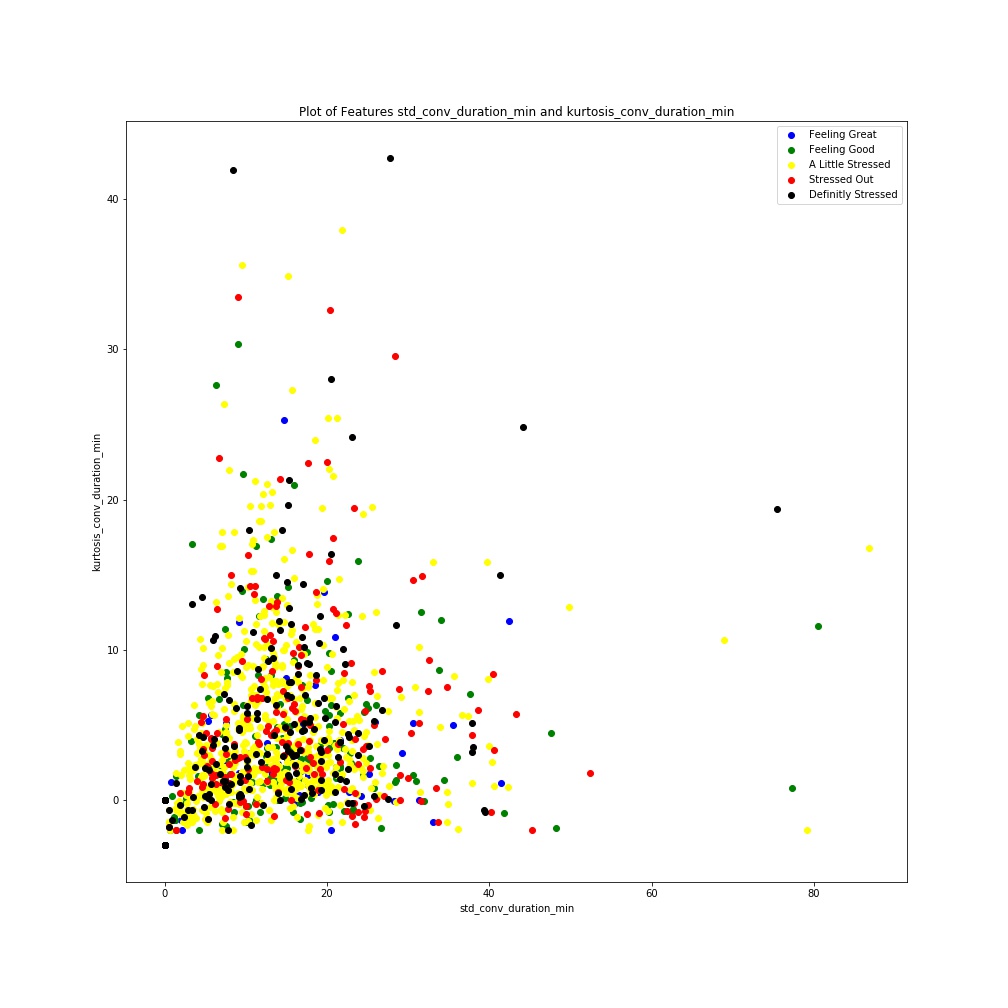 Plot of Features std_conv_duration_min and kurtosis_conv_duration_min
Feeling Great
Feeling Good
A Little Stressed
Stressed Out
Definitly Stressed
kurtosis_conv_duration_min
40
30
20
10
0
0 20 40 60 80
std_conv_duration_min